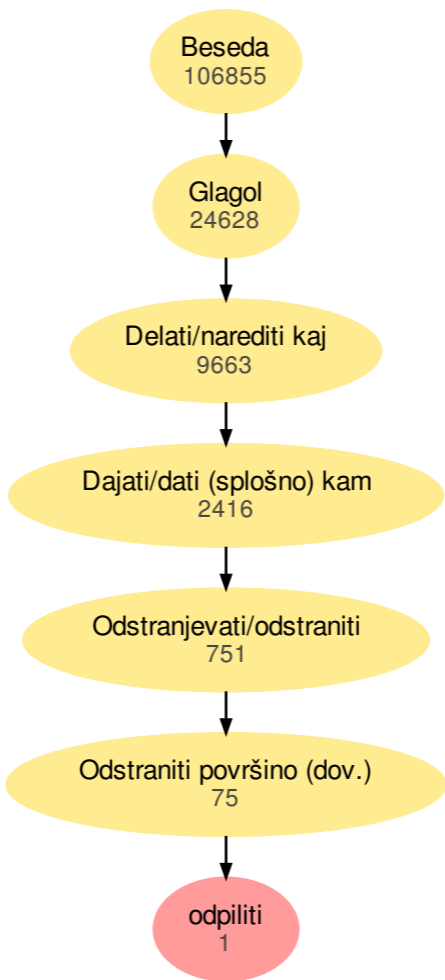 Beseda
106855
Glagol
24628
Delati/narediti kaj
9663
Dajati/dati (splošno) kam
2416
Odstranjevati/odstraniti
751
Odstraniti površino (dov.)
75
odpiliti
1